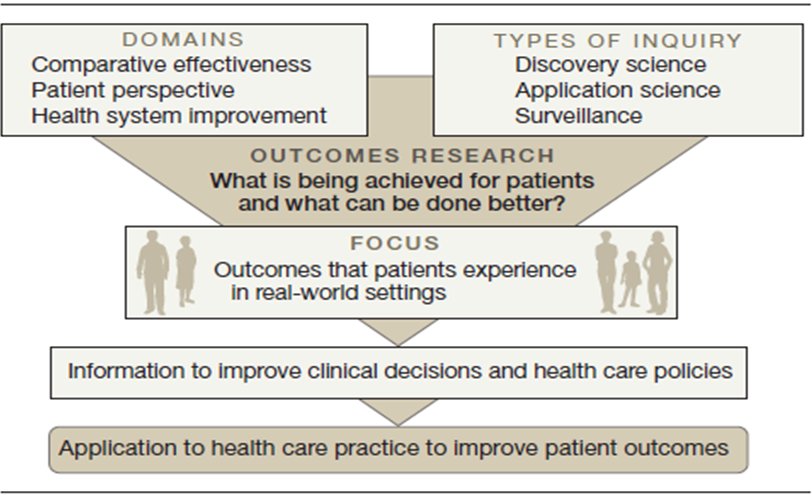 DOMAINS
Comparative effectiveness
Patient perspective
Health system improvement
TYPES OF INQUIRY
Discovery science
Application science
Surveillance
OUTCOMES RESEARCH
What is being achieved for patients
and what can be done better?
FOCUS
Outcomes that patients experience
in real-world settings
Information to improve clinical decisions and health care policies
Application to health care practice to improve patient outcomes